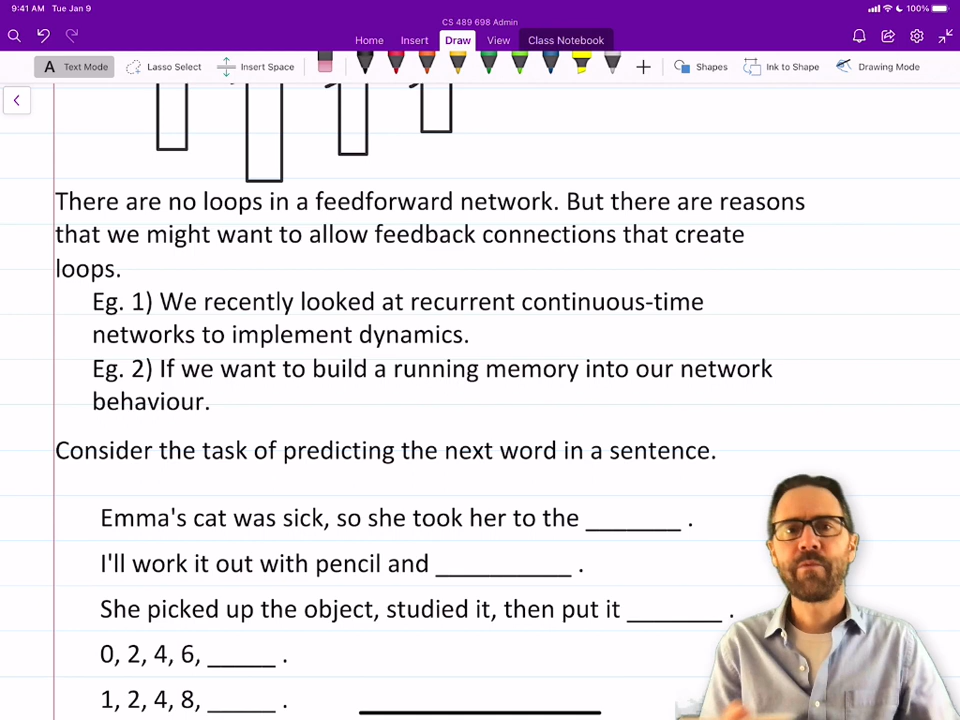 9:41 AM Tue Jan 9
100%
CS 489 698 Admin
Home Insert Draw View Class Notebook
A Text Mode Lasso Select Insert Space Shapes Ink to Shape Drawing Mode
There are no loops in a feedforward network. But there are reasons
that we might want to allow feedback connections that create
loops.
Eg. 1) We recently looked at recurrent continuous-time
networks to implement dynamics.
Eg. 2) If we want to build a running memory into our network
behaviour.
Consider the task of predicting the next word in a sentence.
Emma's cat was sick, so she took her to the _______ .
I'll work it out with pencil and __________ .
She picked up the object, studied it, then put it _______ .
0, 2, 4, 6, _____ .
1, 2, 4, 8, _____ .